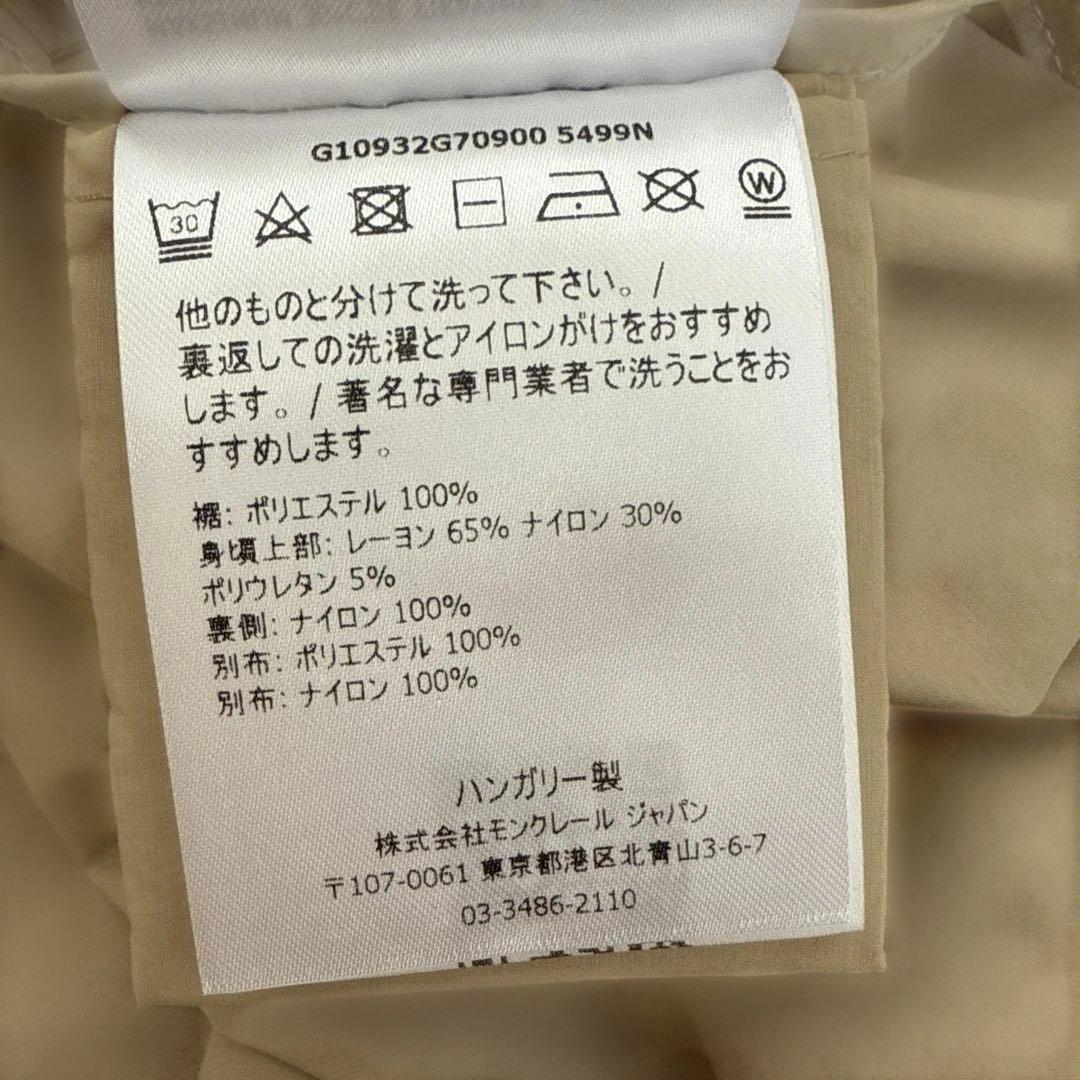 G10932G70900 5499N
30
W
他のものと分けて洗って下さい。/
裏返しての洗濯とアイロンがけをおすすめ
します。/ 著名な専門業者で洗うことをお
すすめします。
裾: ポリエステル 100%
身頃上部: レーヨン 65% ナイロン 30%
ポリウレタン 5%
裏側: ナイロン 100%
別布: ポリエステル 100%
別布: ナイロン 100%
ハンガリー製
株式会社モンクレール ジャパン
〒107-0061 東京都港区北青山3-6-7
03-3486-2110